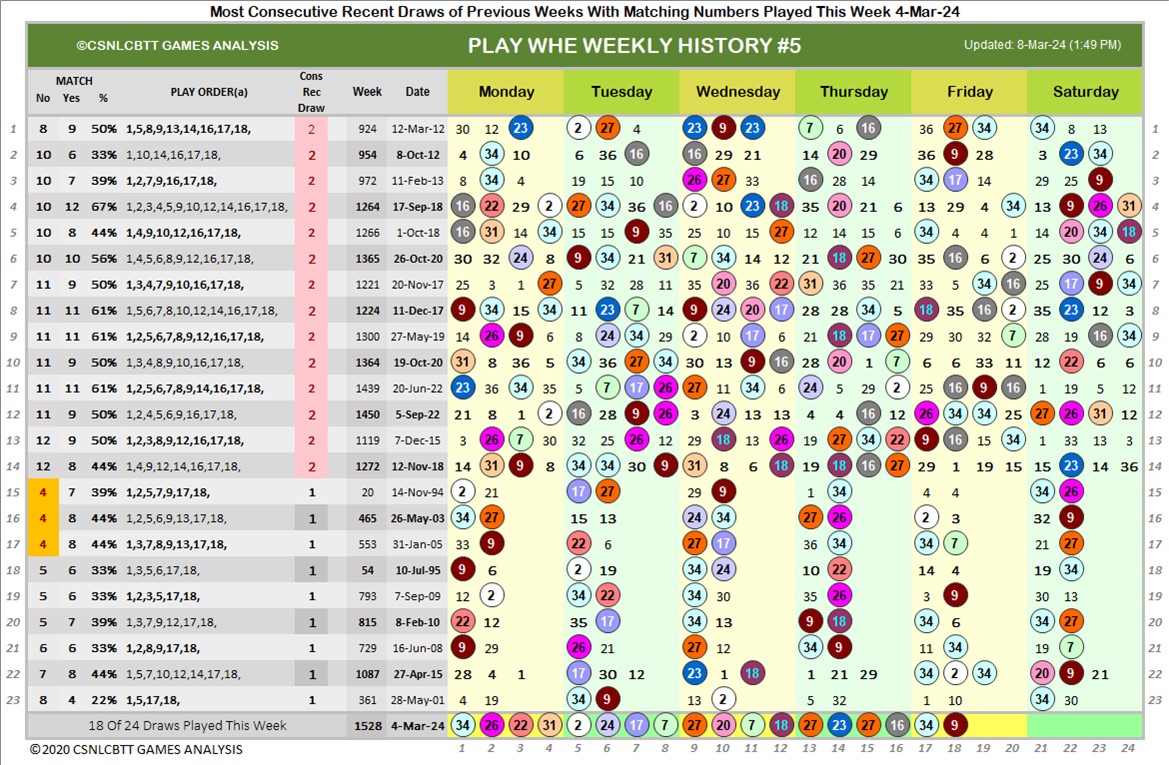 Most Consecutive Recent Draws of Previous Weeks With Matching Numbers Played This Week 4-Mar-24
©CSNLCBTT GAMES ANALYSIS PLAY WHE WEEKLY HISTORY #5 Updated: 8-Mar-24 (1:49 PM)
MATCH Cons
No Yes % PLAY ORDER(a) Rec Week Date Monday Tuesday Wednesday Thursday Friday Saturday
Draw
1 8 9 50% 1,5,8,9,13,14,16,17,18, 2 924 12-Mar-12 30 12 23 2 27 4 23 9 23 7 6 16 36 27 34 34 8 13 1
2 10 6 33% 1,10,14,16,17,18, 2 954 8-Oct-12 4 34 10 6 36 16 16 29 21 14 20 29 36 9 28 3 23 34 2
3 10 7 39% 1,2,7,9,16,17,18, 2 972 11-Feb-13 8 34 4 19 15 10 26 27 33 16 28 14 34 17 14 29 25 9 3
4 10 12 67% 1,2,3,4,5,9,10,12,14,16,17,18, 2 1264 17-Sep-18 16 22 29 2 27 34 36 16 2 10 23 18 35 20 21 6 13 29 4 34 13 9 26 31 4
5 10 8 44% 1,4,9,10,12,16,17,18, 2 1266 1-Oct-18 16 31 14 34 15 15 9 35 25 10 15 27 12 14 15 6 34 4 4 1 14 20 34 18 5
6 10 10 56% 1,4,5,6,8,9,12,16,17,18, 2 1365 26-Oct-20 30 32 24 8 9 34 21 31 7 34 14 12 21 18 27 30 34 16 6 2 25 30 24 6 6
7 11 9 50% 1,3,4,7,9,10,16,17,18, 2 1221 20-Nov-17 25 3 1 27 5 32 28 11 35 20 36 22 31 36 35 21 33 5 34 16 25 17 9 34 7
8 11 11 61% 1,5,6,7,8,10,12,14,16,17,18, 2 1224 11-Dec-17 9 34 15 34 11 23 7 14 9 24 20 17 28 28 34 5 18 35 16 2 35 23 12 3 8
9 11 11 61% 1,2,5,6,7,8,9,12,16,17,18, 2 1300 27-May-19 14 26 9 6 8 24 34 29 2 10 17 6 21 18 17 27 29 30 32 7 28 19 16 34 9
10 11 9 50% 1,3,4,8,9,10,16,17,18, 2 1364 19-Oct-20 31 8 36 5 34 36 27 34 30 13 9 16 28 20 1 7 6 6 33 11 12 22 6 6 10
11 11 11 61% 1,2,5,6,7,8,9,14,16,17,18, 2 1439 20-Jun-22 23 36 34 35 5 7 17 26 27 11 34 6 24 5 29 2 25 16 9 16 1 19 5 12 11
12 11 9 50% 1,2,4,5,6,9,16,17,18, 2 1450 5-Sep-22 21 8 1 2 16 28 9 26 3 24 13 13 4 4 16 12 26 34 34 25 27 26 31 12 12
13 12 9 50% 1,2,3,8,9,12,16,17,18, 2 1119 7-Dec-15 3 26 7 30 32 25 26 12 29 18 13 26 19 27 34 22 9 16 15 34 1 33 13 3 13
14 12 8 44% 1,4,9,12,14,16,17,18, 2 1272 12-Nov-18 14 31 9 8 34 34 30 9 31 8 6 18 19 18 16 27 29 1 19 15 15 23 14 36 14
15 4 7 39% 1,2,5,7,9,17,18, 1 20 14-Nov-94 2 21 17 27 29 9 1 34 4 4 34 26 15
16 4 8 44% 1,2,5,6,9,13,17,18, 1 465 26-May-03 34 27 15 13 24 34 27 26 2 3 32 9 16
17 4 8 44% 1,3,7,8,9,13,17,18, 1 553 31-Jan-05 33 9 22 6 27 17 36 34 34 7 21 27 17
18 5 6 33% 1,3,5,6,17,18, 1 54 10-Jul-95 9 6 2 19 34 24 10 22 14 4 19 34 18
19 5 6 33% 1,2,3,5,17,18, 1 793 7-Sep-09 12 2 34 22 34 30 35 26 3 9 30 13 19
20 5 7 39% 1,3,7,9,12,17,18, 1 815 8-Feb-10 22 12 35 17 34 13 9 18 34 6 34 27 20
21 6 6 33% 1,2,8,9,17,18, 1 729 16-Jun-08 9 29 26 21 27 12 34 9 11 34 19 7 21
22 7 8 44% 1,5,7,10,12,14,17,18, 1 1087 27-Apr-15 28 4 1 17 30 12 23 1 18 1 21 29 34 2 34 20 9 21 22
23 8 4 22% 1,5,17,18, 1 361 28-May-01 4 19 34 9 13 2 5 32 1 10 34 30 23
18 Of 24 Draws Played This Week 1528 4-Mar-24 34 26 22 31 2 24 17 7 27 20 7 18 27 23 27 16 34 9
©2020 CSNLCBTT GAMES ANALYSIS 1 2 3 4 5 6 7 8 9 10 11 12 13 14 15 16 17 18 19 20 21 22 23 24